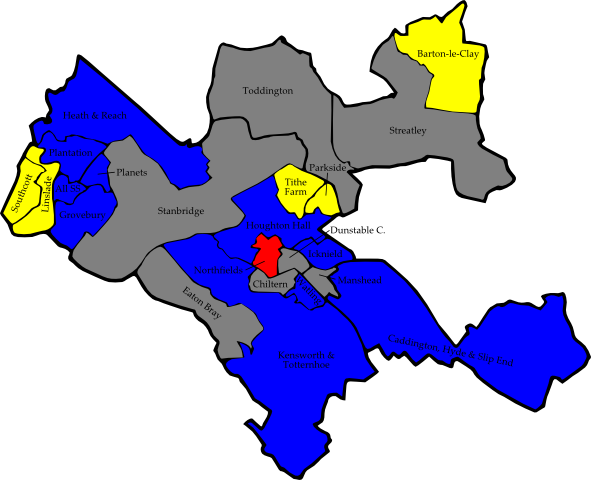 Barton-le-Clay
Toddington
Heath & Reach
Streatley
Plantation
Parkside
Planets
Tithe
Farm
Southcott
Linslade
Grovebury
Stanbridge
Houghton Hall
Dunstable C.
Icknield
Northfields
Manshead
Chiltern
Eaton Bray
Caddington, Hyde & Slip End
Kensworth &
Totternhoe